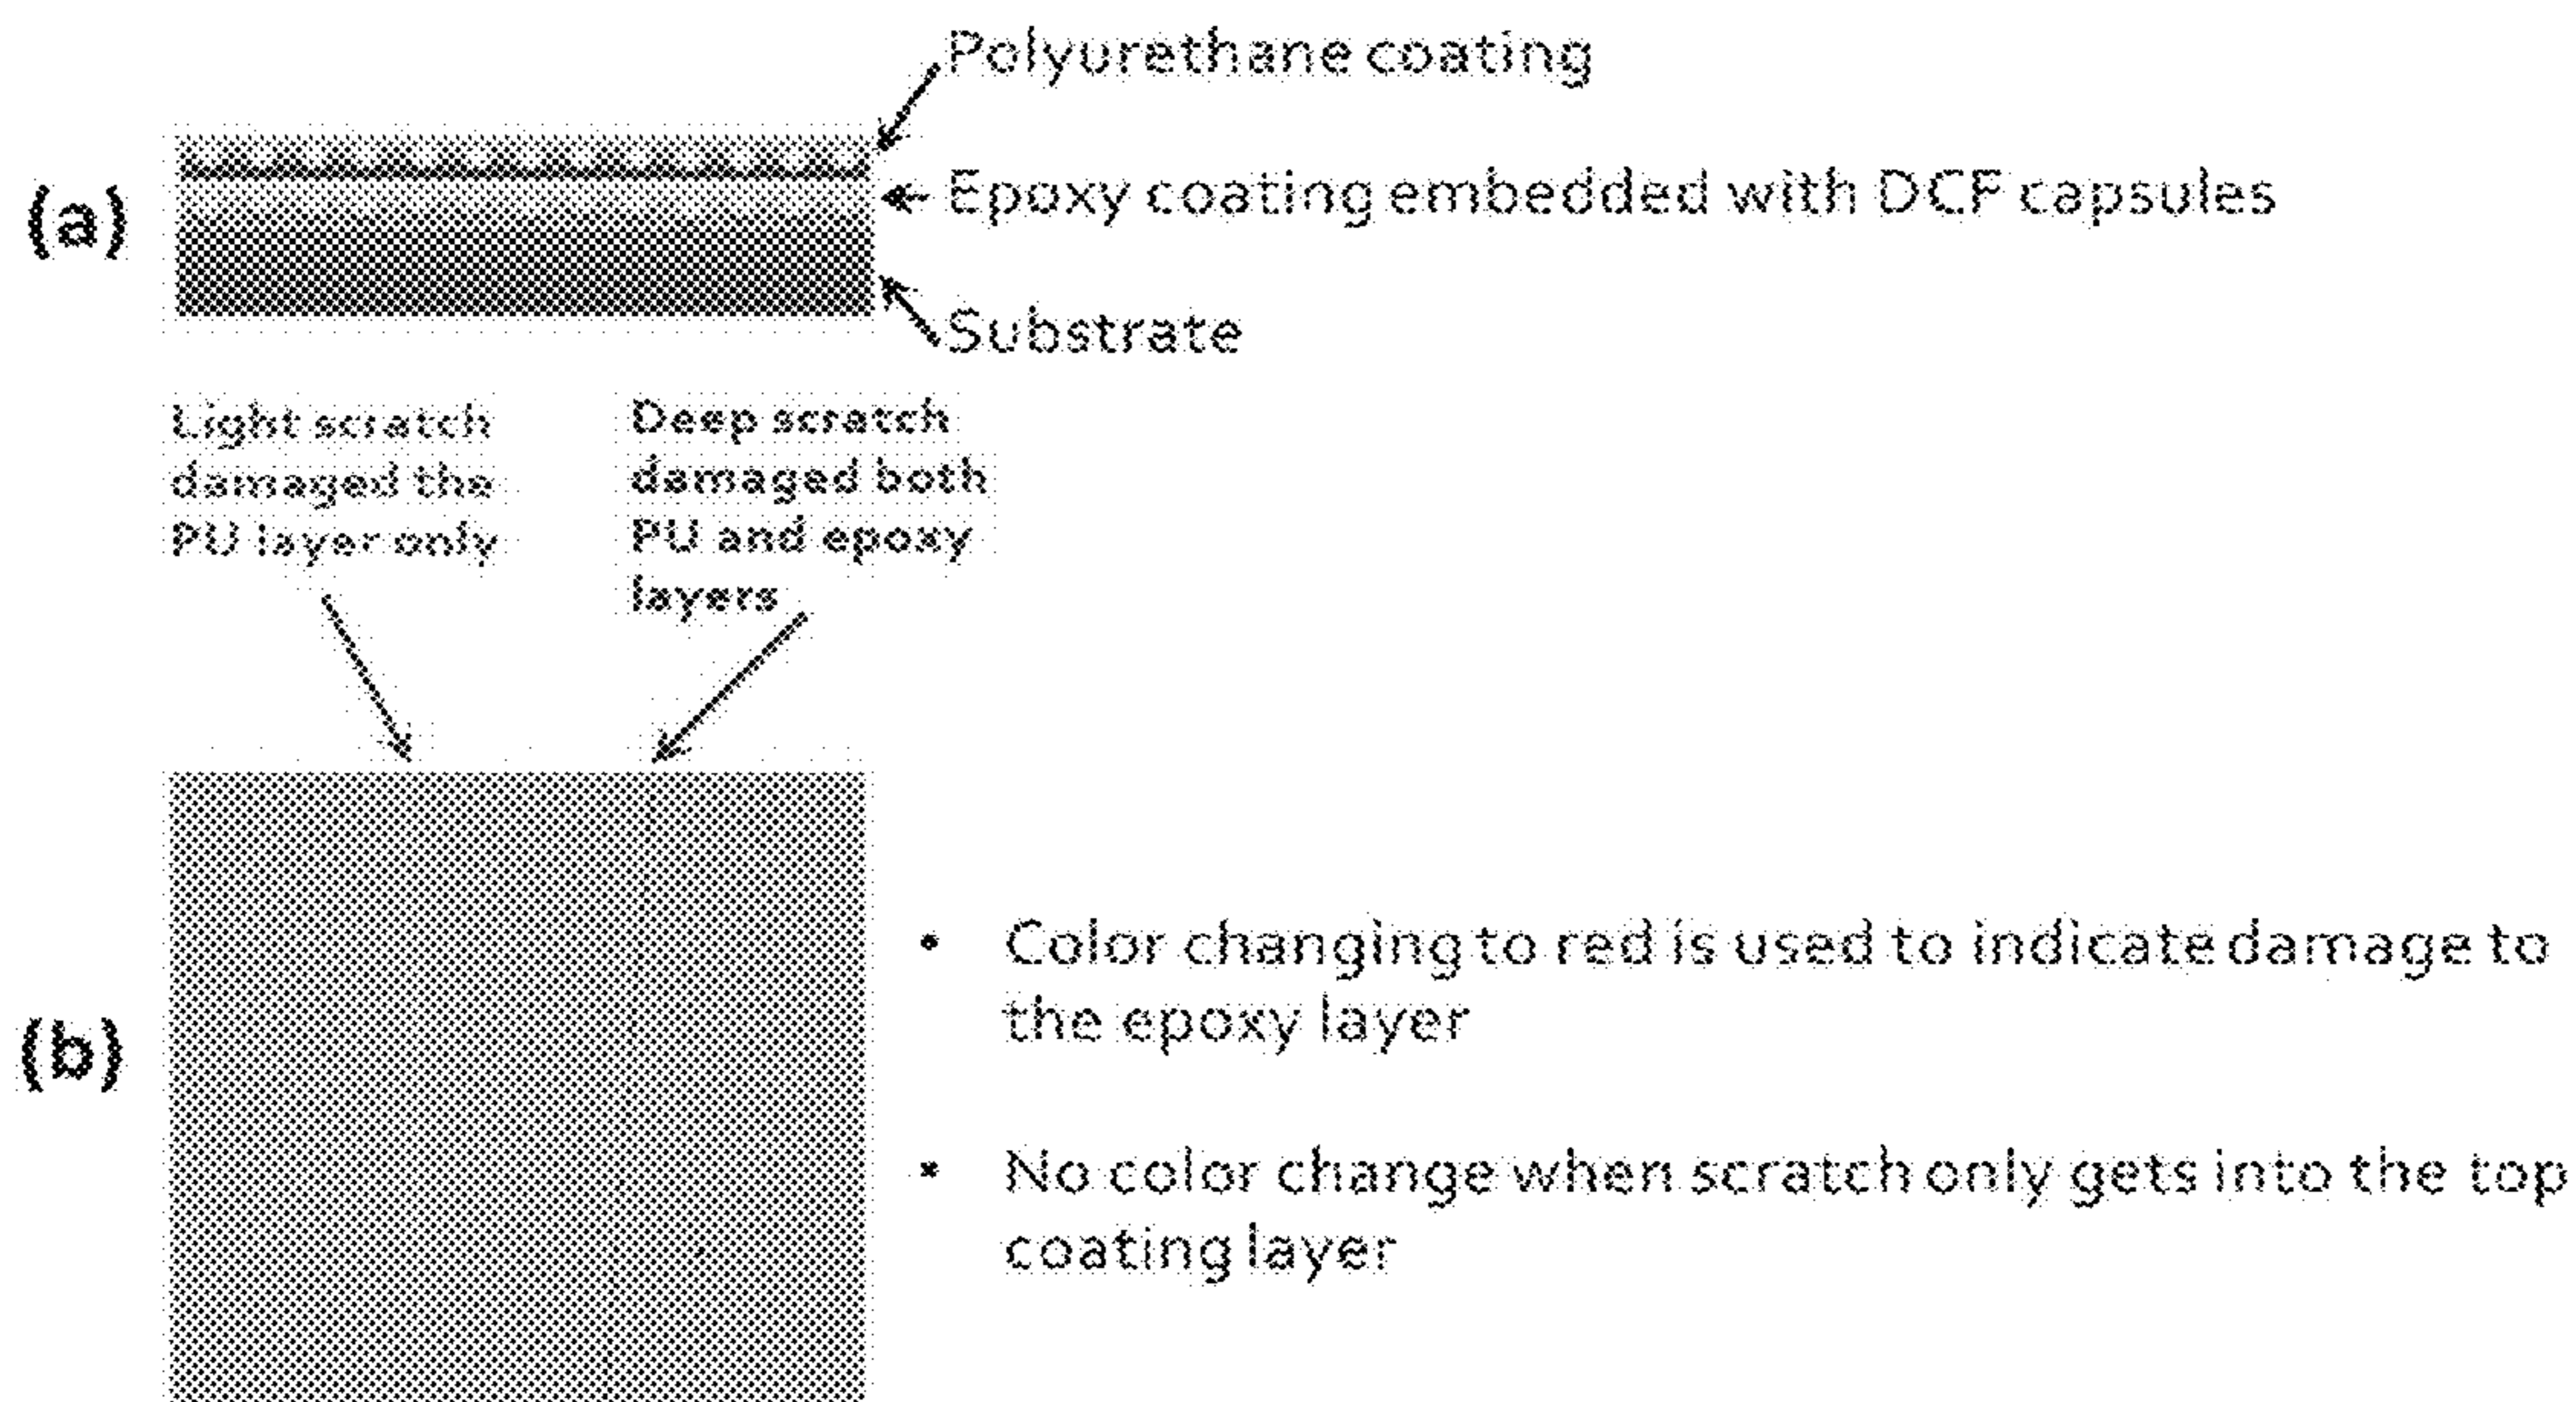 Polyurethane coating
(a)
Epoxy coating embedded with DCF capsules
Substrate
Light scratch
damaged the
PU layer only
Deep scratch
damaged both
PU and epoxy
layers
(b)
• Color changing to red is used to indicate damage to
the epoxy layer
• No color change when scratch only gets into the top
coating layer